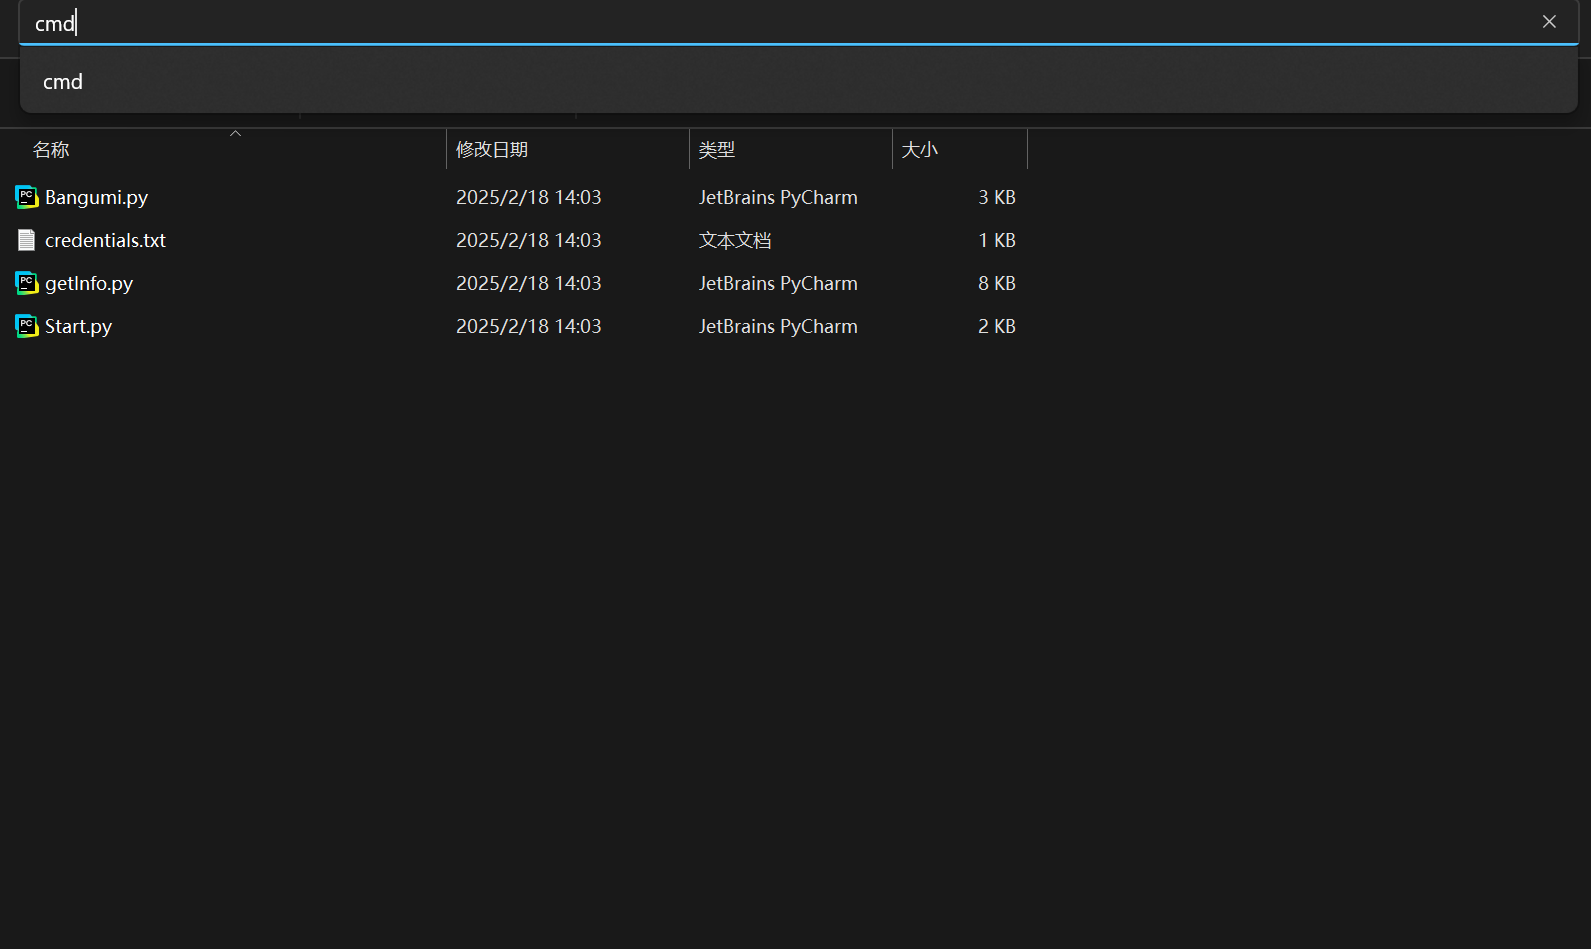 cmd
cmd
名称 修改日期 类型 大小
Bangumi.py 2025/2/18 14:03 JetBrains PyCharm 3 KB
credentials.txt 2025/2/18 14:03 文本文档 1 KB
getInfo.py 2025/2/18 14:03 JetBrains PyCharm 8 KB
Start.py 2025/2/18 14:03 JetBrains PyCharm 2 KB